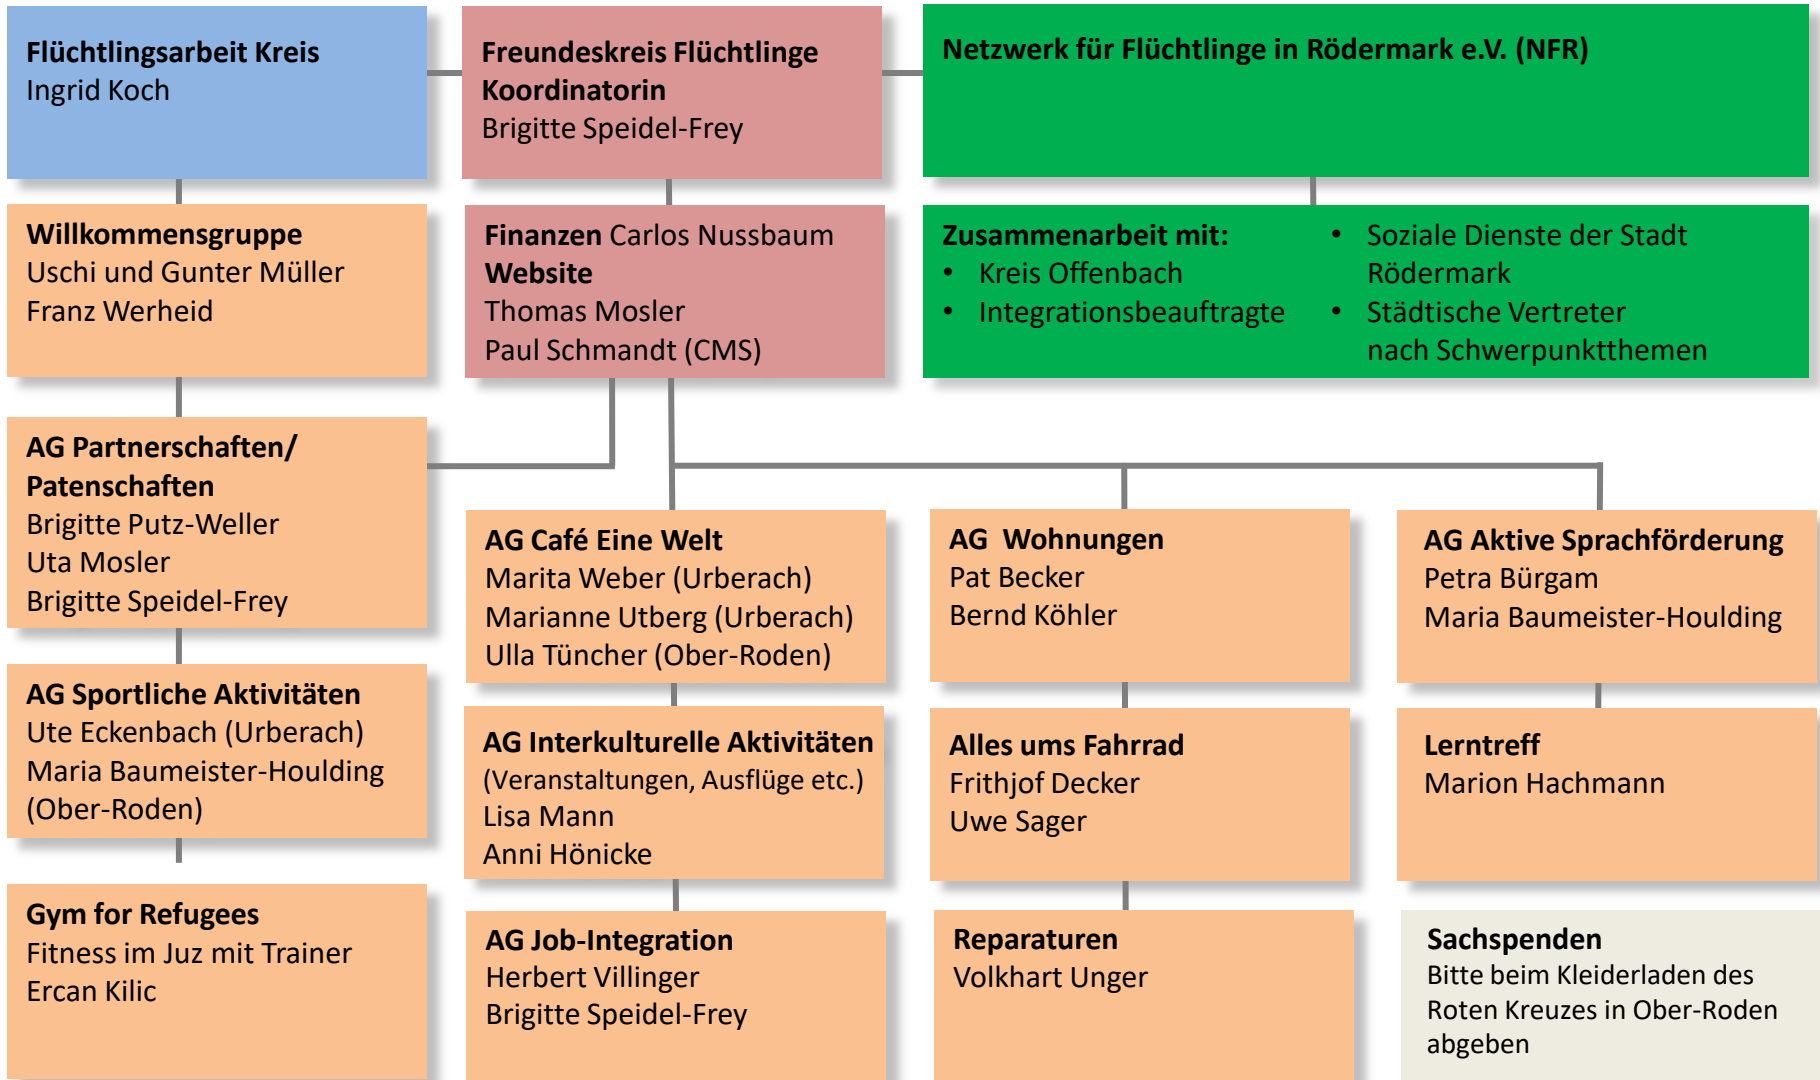 Flüchtlingsarbeit Kreis
Ingrid Koch
Freundeskreis Flüchtlinge
Koordinatorin
Brigitte Speidel-Frey
Netzwerk für Flüchtlinge in Rödermark e.V. (NFR)
Willkommensgruppe
Uschi und Gunter Müller
Franz Werheid
Finanzen Carlos Nussbaum
Website
Thomas Mosler
Paul Schmandt (CMS)
Zusammenarbeit mit:
• Kreis Offenbach
• Integrationsbeauftragte
• Soziale Dienste der Stadt
Rödermark
• Städtische Vertreter
nach Schwerpunktthemen
AG Partnerschaften/
Patenschaften
Brigitte Putz-Weller
Uta Mosler
Brigitte Speidel-Frey
AG Café Eine Welt
Marita Weber (Urberach)
Marianne Utberg (Urberach)
Ulla Tüncher (Ober-Roden)
AG Wohnungen
Pat Becker
Bernd Köhler
AG Aktive Sprachförderung
Petra Bürgam
Maria Baumeister-Houlding
AG Sportliche Aktivitäten
Ute Eckenbach (Urberach)
Maria Baumeister-Houlding
(Ober-Roden)
AG Interkulturelle Aktivitäten
(Veranstaltungen, Ausflüge etc.)
Lisa Mann
Anni Hönicke
Alles ums Fahrrad
Frithjof Decker
Uwe Sager
Lerntreff
Marion Hachmann
Gym for Refugees
Fitness im Juz mit Trainer
Ercan Kilic
AG Job-Integration
Herbert Villinger
Brigitte Speidel-Frey
Reparaturen
Volkhart Unger
Sachspenden
Bitte beim Kleiderladen des
Roten Kreuzes in Ober-Roden
abgeben